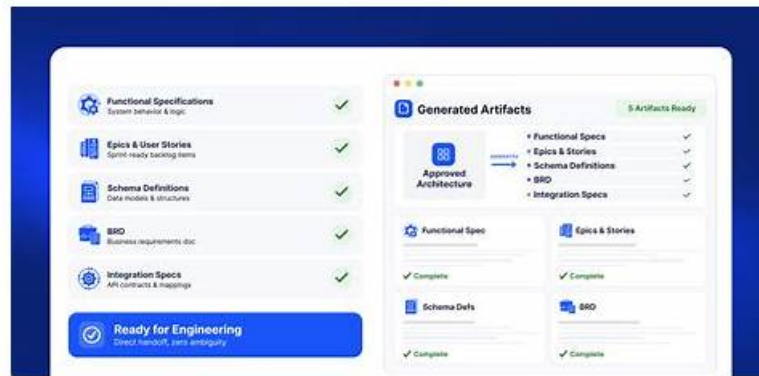 Functional Specifications
System behavior & logic
Epics & User Stories
Sprint-ready backlog items
Schema Definitions
Data models & structures
BRD
Business requirements doc
Integration Specs
API contracts & mappings
Ready for Engineering
Direct handoff, zero ambiguity
Generated Artifacts
5 Artifacts Ready
Approved
Architecture
Functional Specs
Epics & Stories
Schema Definitions
BRD
Integration Specs
Functional Spec
Complete
Epics & Stories
Complete
Schema Defs
Complete
BRD
Complete